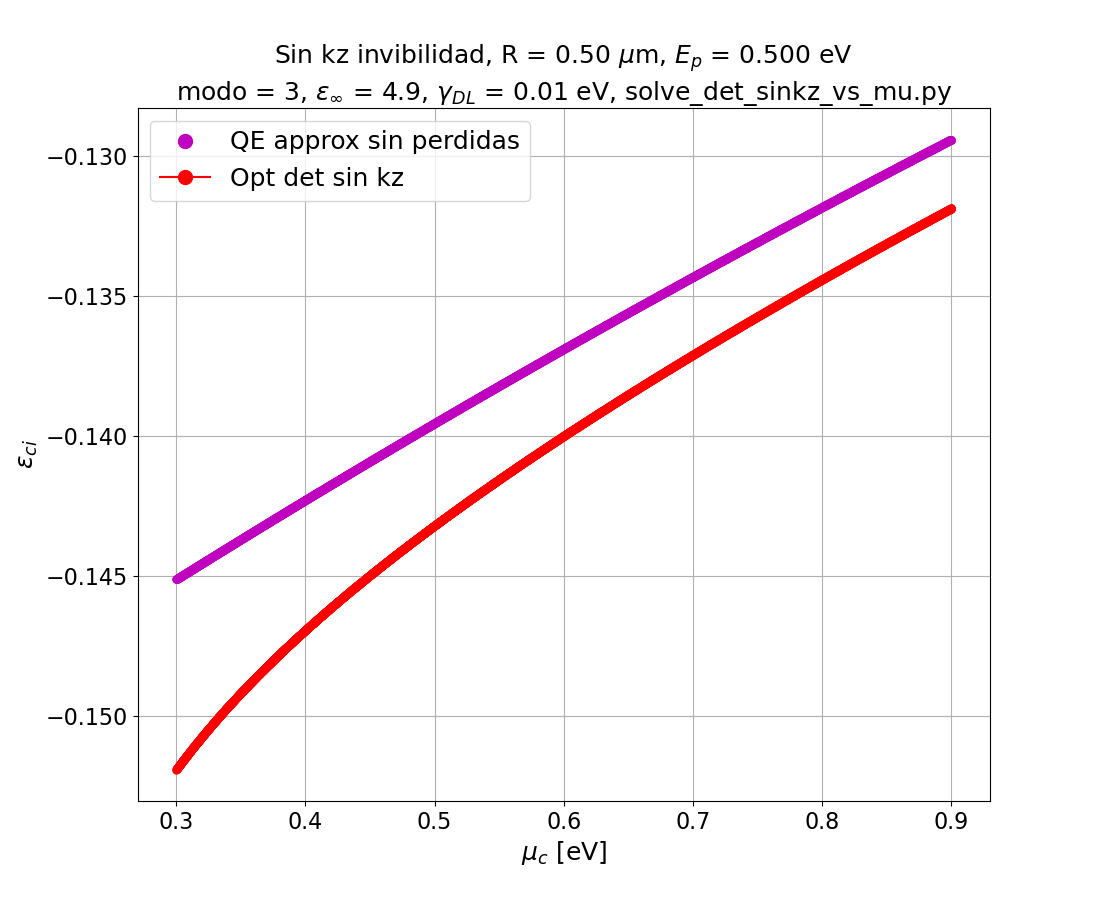 Sin kz invibilidad, R = 0.50 μm, E_p = 0.500 eV
modo = 3, ε_∞ = 4.9, γ_DL = 0.01 eV, solve_det_sinkz_vs_mu.py
QE approx sin perdidas
Opt det sin kz
−0.130
−0.135
−0.140
−0.145
−0.150
ε_ci
0.3 0.4 0.5 0.6 0.7 0.8 0.9
μ_c [eV]